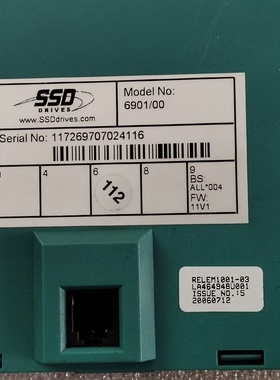 SSD
DRIVES
www.SSDdrives.com
Model No:
6901/00
Serial No: 117269707024116
4
6
8
9
112
BS:
ALL*004
FW:
11V1
RELEM1001-03
LA464948U001
ISSUE NO.:5
20060712